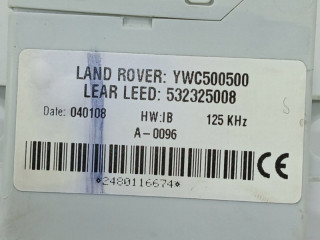 LAND ROVER: YWC500500
LEAR LEED: 532325008
Date: 040108 HW:IB 125 KHz
A-0096
CE
*2480116674*